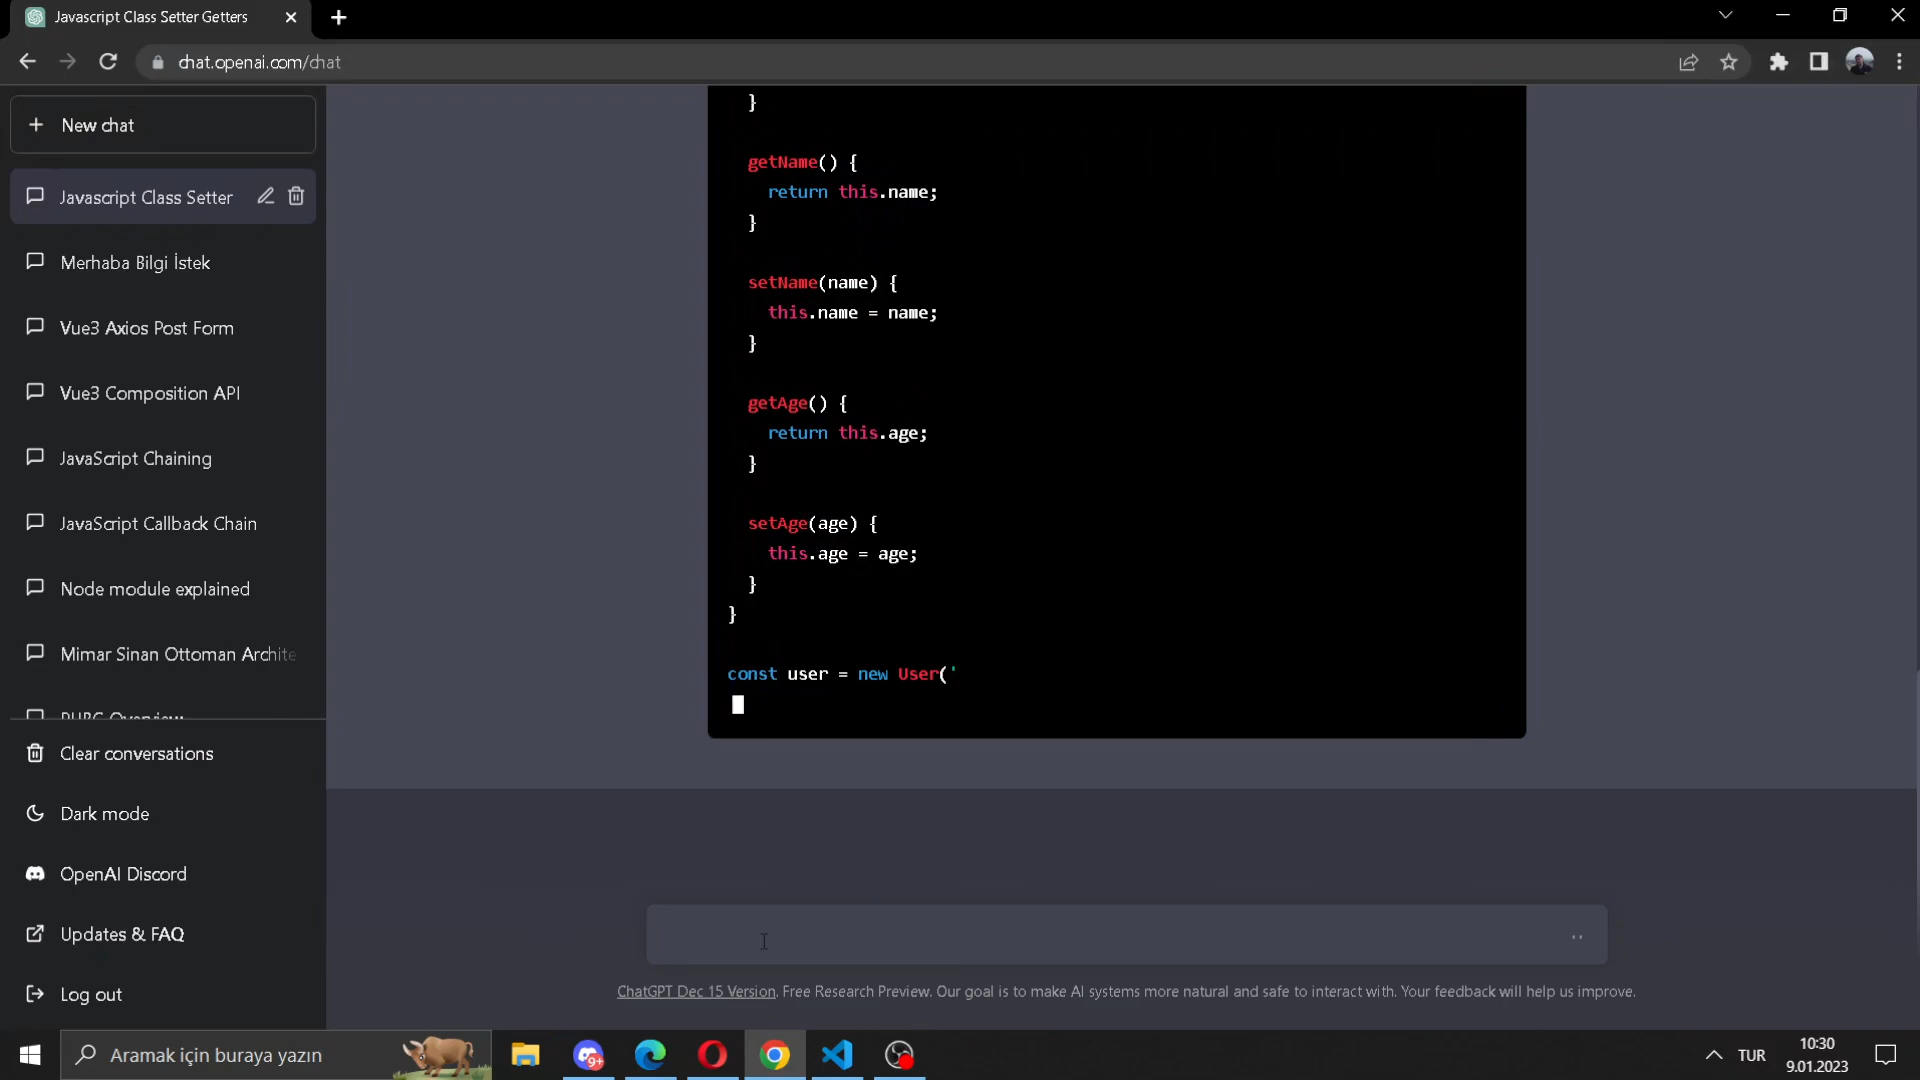 Javascript Class Setter Getters
chat.openai.com/chat
New chat
Javascript Class Setter
Merhaba Bilgi İstek
Vue3 Axios Post Form
Vue3 Composition API
JavaScript Chaining
JavaScript Callback Chain
Node module explained
Mimar Sinan Ottoman Archite
PUBG Overview
Clear conversations
Dark mode
OpenAI Discord
Updates & FAQ
Log out
}
getName() {
return this.name;
}
setName(name) {
this.name = name;
}
getAge() {
return this.age;
}
setAge(age) {
this.age = age;
}
}
const user = new User('
ChatGPT Dec 15 Version. Free Research Preview. Our goal is to make AI systems more natural and safe to interact with. Your feedback will help us improve.
Aramak için buraya yazın
9+
TUR
10:30
9.01.2023